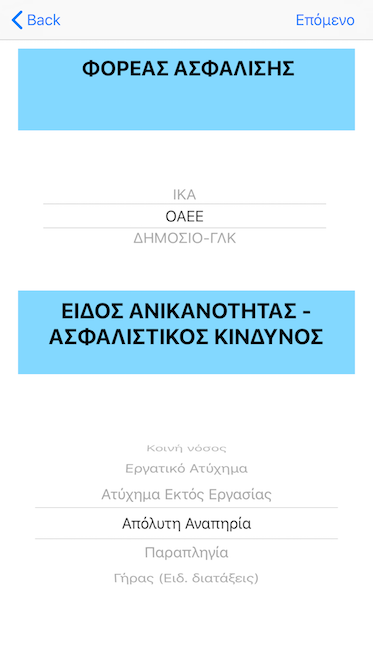 Back
Επόμενο
ΦΟΡΕΑΣ ΑΣΦΑΛΙΣΗΣ
ΙΚΑ
ΟΑΕΕ
ΔΗΜΟΣΙΟ-ΓΛΚ
ΕΙΔΟΣ ΑΝΙΚΑΝΟΤΗΤΑΣ -
ΑΣΦΑΛΙΣΤΙΚΟΣ ΚΙΝΔΥΝΟΣ
Κοινή νόσος
Εργατικό Ατύχημα
Ατύχημα Εκτός Εργασίας
Απόλυτη Αναπηρία
Παραπληγία
Γήρας (Ειδ. διατάξεις)